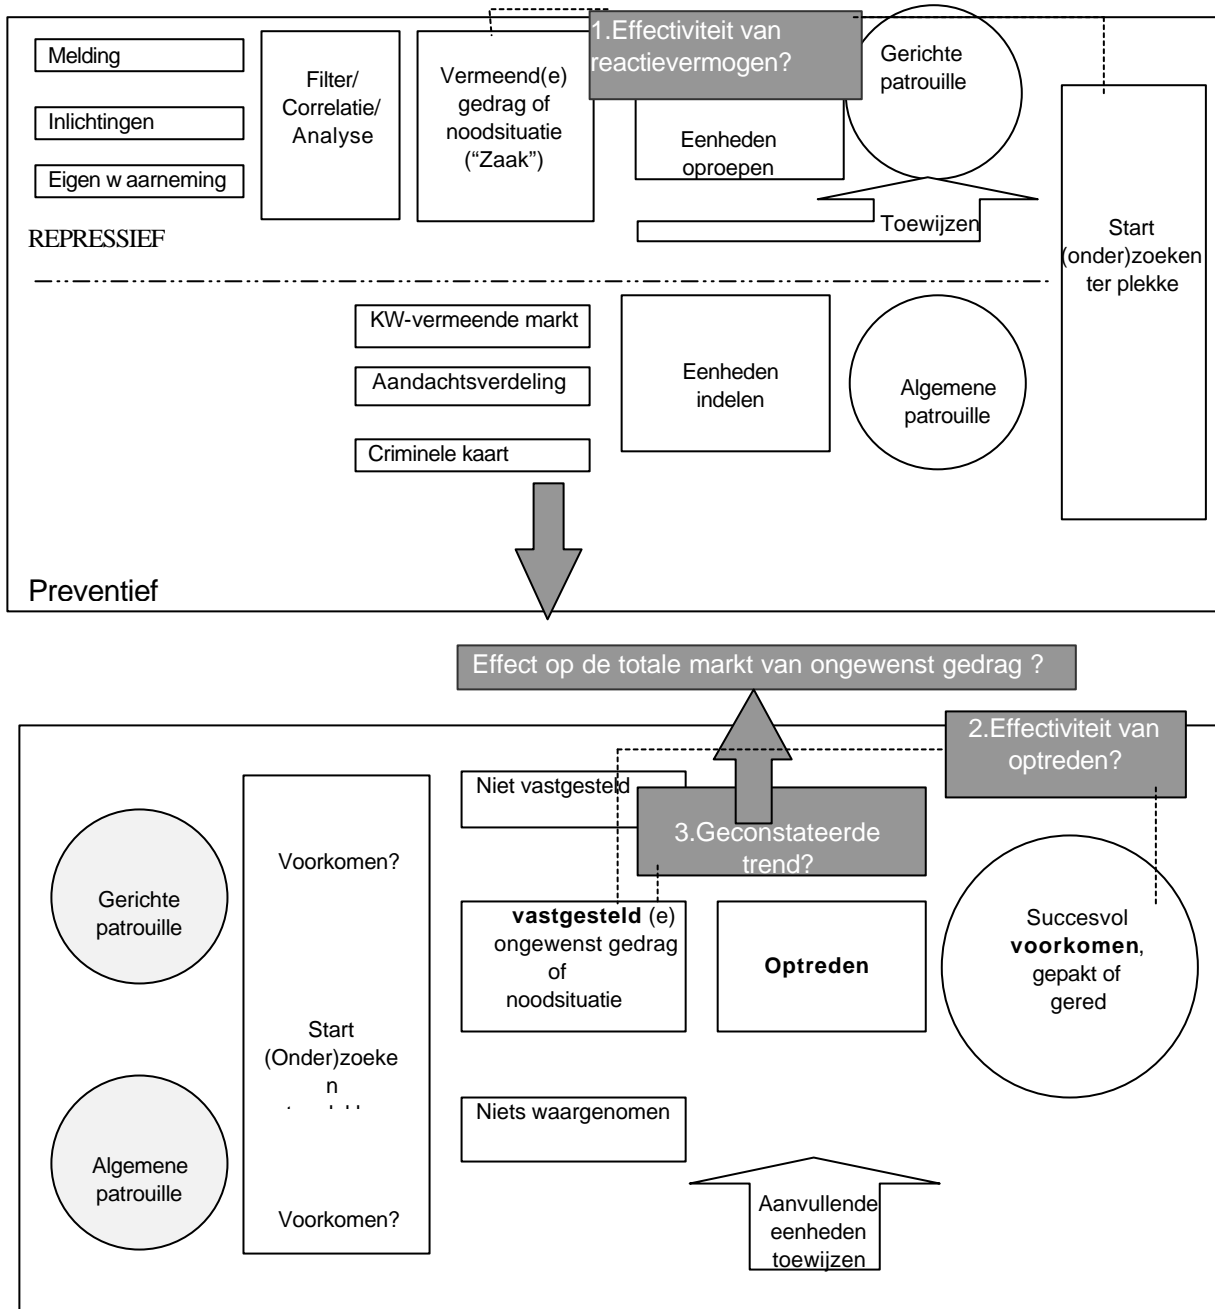 1.Effectiviteit van
reactievermogen?
Melding
Inlichtingen
Eigen w aarneming
Filter/
Correlatie/
Analyse
Vermeend(e)
gedrag of
noodsituatie
(“Zaak”)
Eenheden
oproepen
Gerichte
patrouille
Toewijzen
REPRESSIEF
Start
(onder)zoeken
ter plekke
KW-vermeende markt
Aandachtsverdeling
Criminele kaart
Eenheden
indelen
Algemene
patrouille
Preventief
Effect op de totale markt van ongewenst gedrag ?
2.Effectiviteit van
optreden?
Niet vastgesteld
3.Geconstateerde
trend?
Gerichte
patrouille
Voorkomen?
vastgesteld (e)
ongewenst gedrag
of
noodsituatie
Optreden
Succesvol
voorkomen,
gepakt of
gered
Start
(Onder)zoeke
n
Niets waargenomen
Algemene
patrouille
Voorkomen?
Aanvullende
eenheden
toewijzen